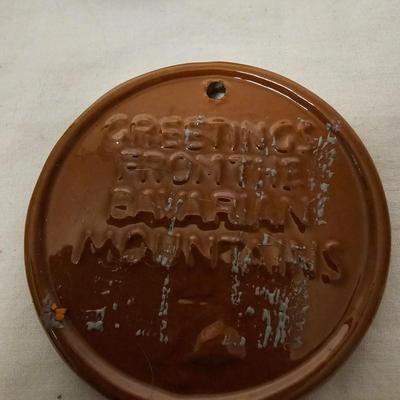 GREETINGS
FROM THE
BAVARIAN
MOUNTAINS